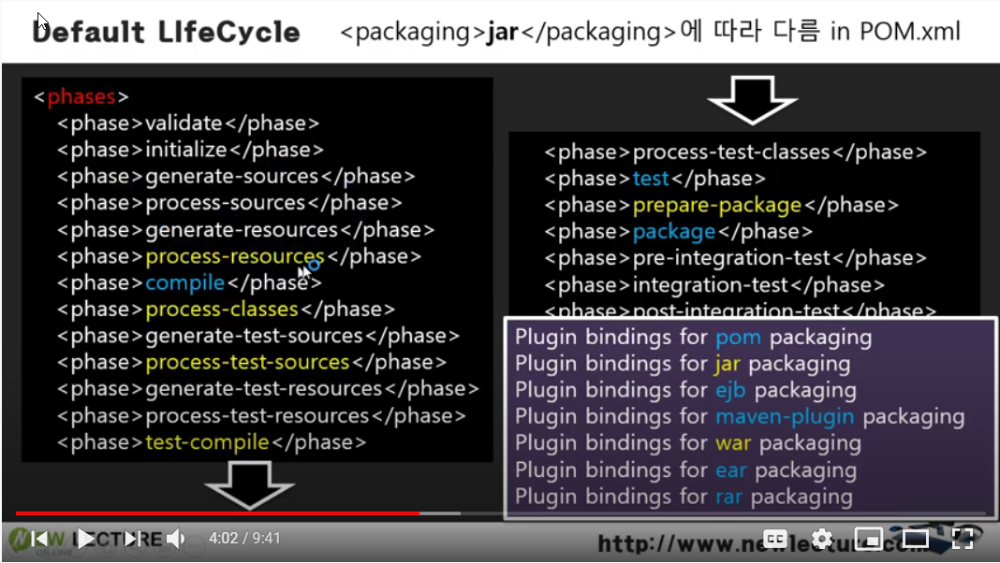 Default LIfeCycle
<packaging>jar</packaging>에 따라 다름 in POM.xml
<phases>
<phase>validate</phase>
<phase>initialize</phase>
<phase>generate-sources</phase>
<phase>process-sources</phase>
<phase>generate-resources</phase>
<phase>process-resources</phase>
<phase>compile</phase>
<phase>process-classes</phase>
<phase>generate-test-sources</phase>
<phase>process-test-sources</phase>
<phase>generate-test-resources</phase>
<phase>process-test-resources</phase>
<phase>test-compile</phase>
<phase>process-test-classes</phase>
<phase>test</phase>
<phase>prepare-package</phase>
<phase>package</phase>
<phase>pre-integration-test</phase>
<phase>integration-test</phase>
<phase>post-integration-test</phase>
Plugin bindings for pom packaging
Plugin bindings for jar packaging
Plugin bindings for ejb packaging
Plugin bindings for maven-plugin packaging
Plugin bindings for war packaging
Plugin bindings for ear packaging
Plugin bindings for rar packaging
NEW LECTURE
ON-LINE
4:02 / 9:41
CC
http://www.newlecture.com